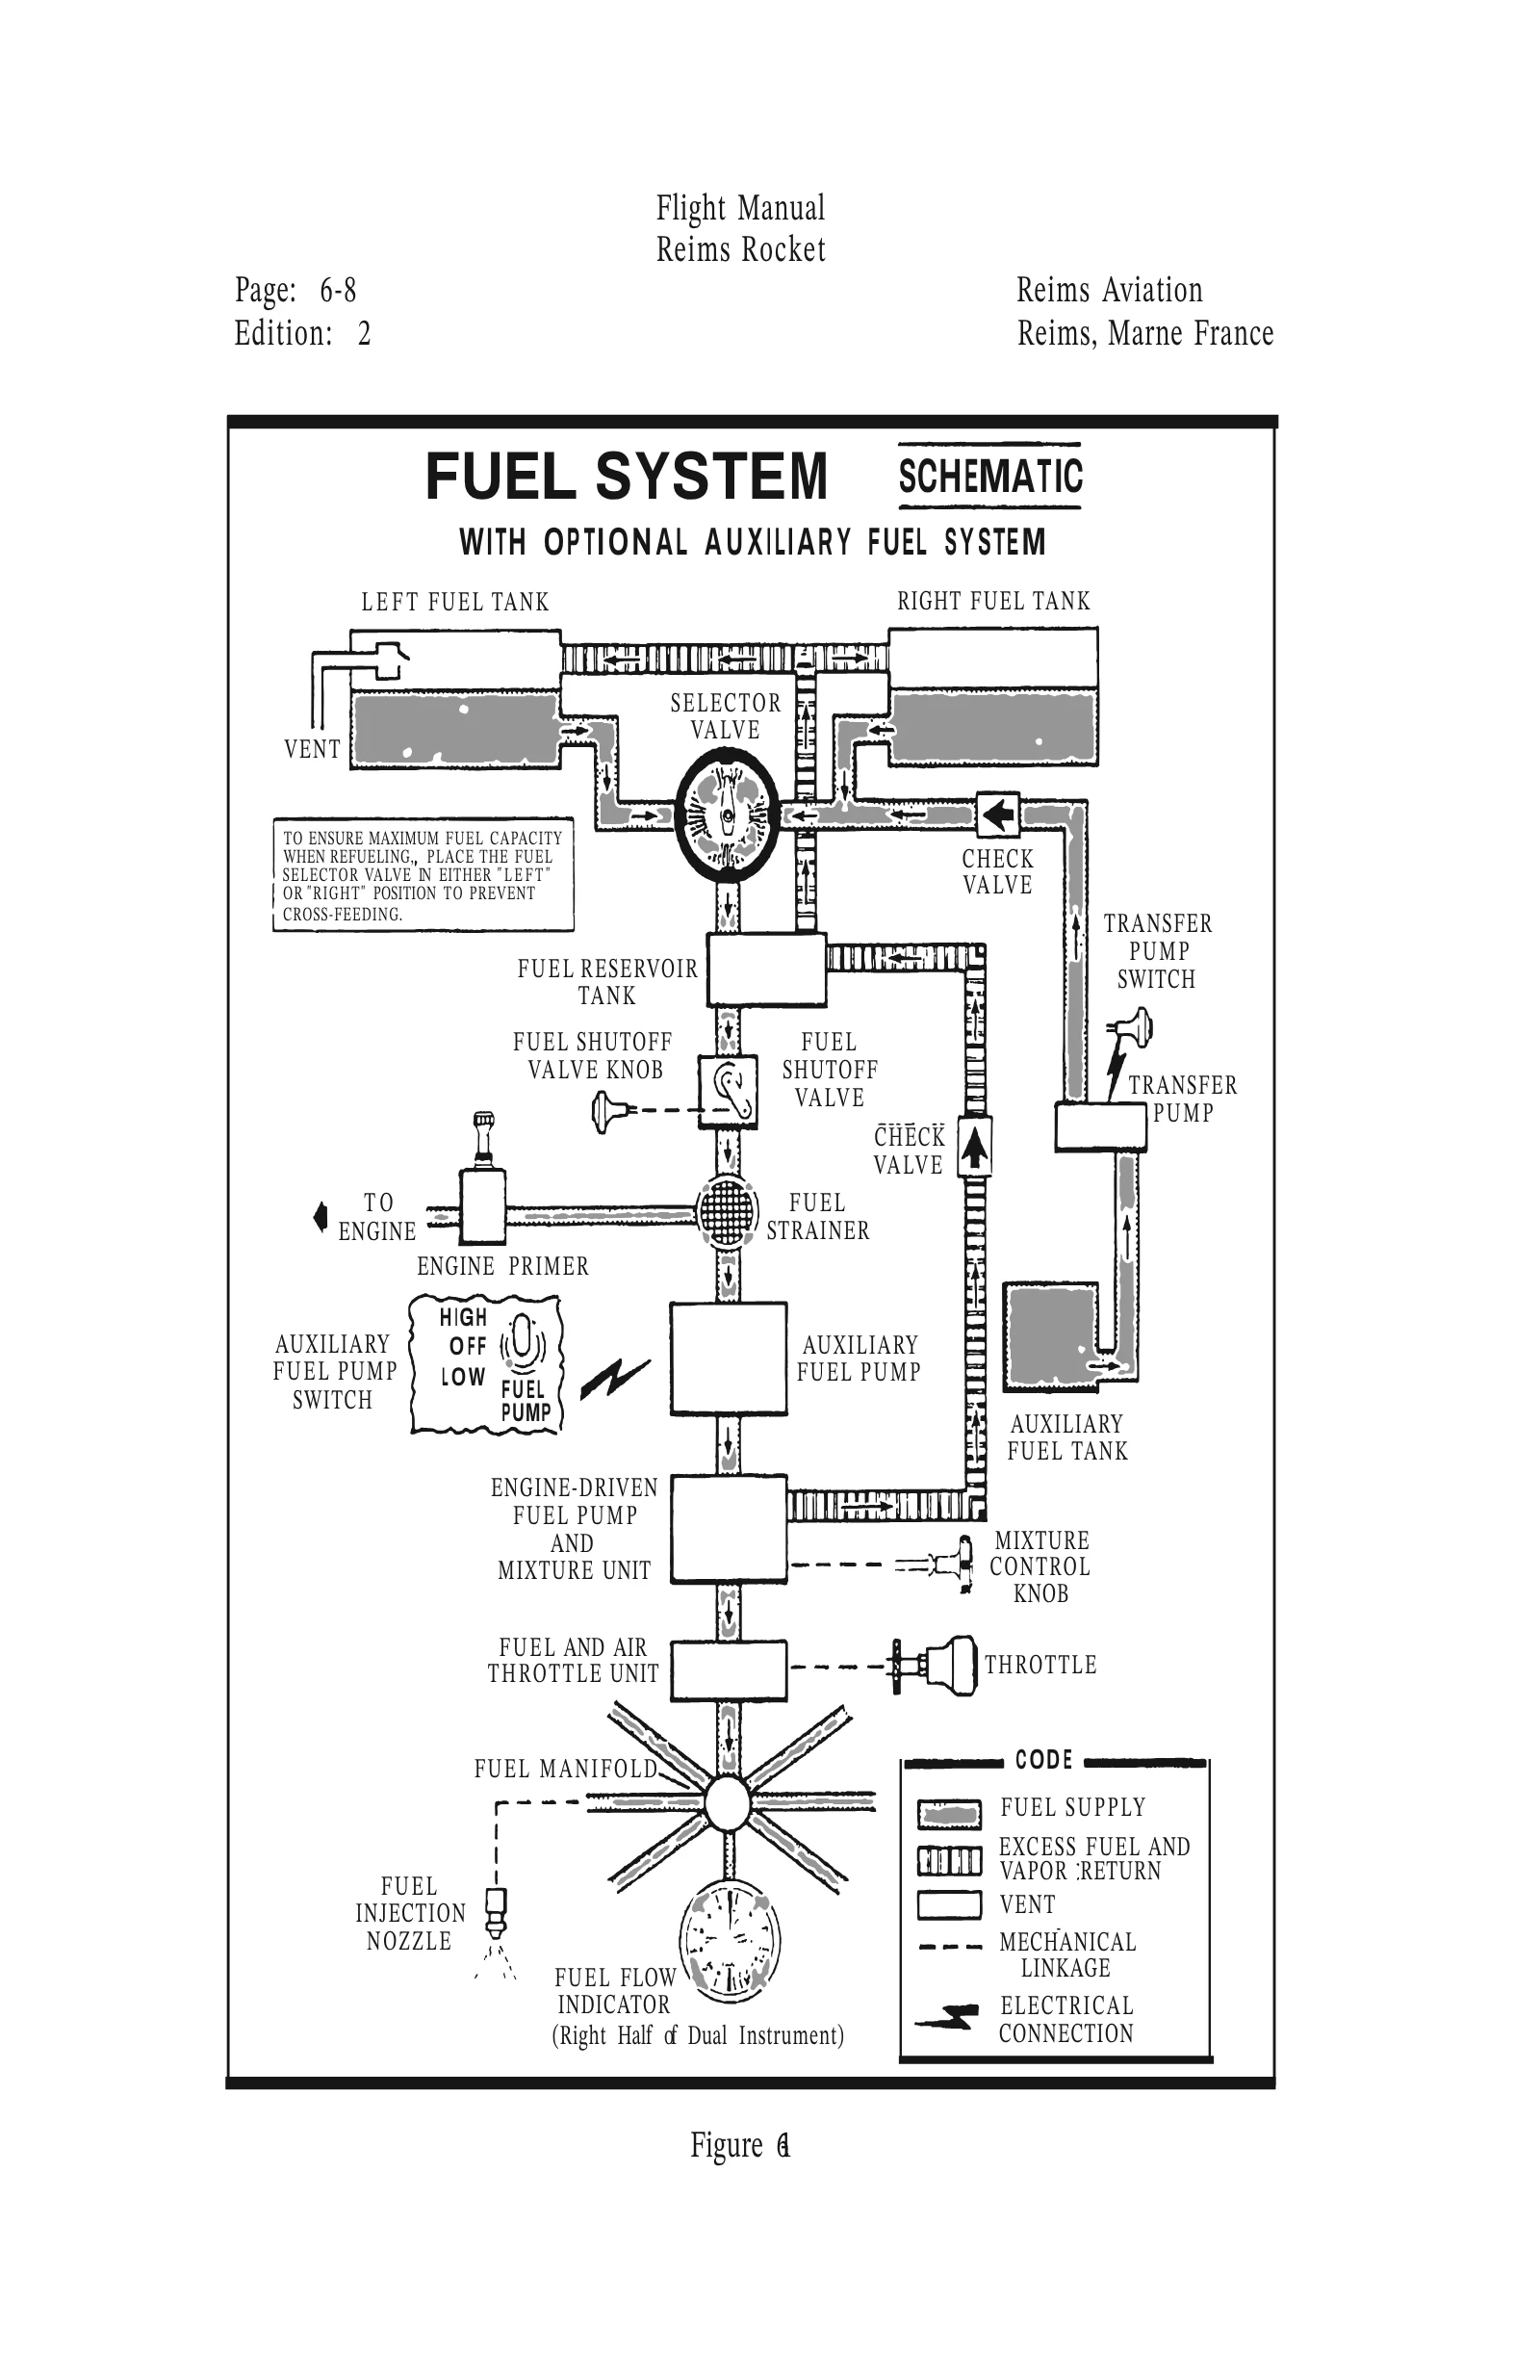 Flight Manual
Reims Rocket
Page: 6-8
Edition: 2
Reims Aviation
Reims, Marne France
FUEL SYSTEM
SCHEMATIC
WITH OPTIONAL AUXILIARY FUEL SYSTEM
LEFT FUEL TANK
RIGHT FUEL TANK
SELECTOR
VALVE
VENT
TO ENSURE MAXIMUM FUEL CAPACITY
WHEN REFUELING,, PLACE THE FUEL
SELECTOR VALVE IN EITHER "LEFT"
OR "RIGHT" POSITION TO PREVENT
CROSS-FEEDING.
CHECK
VALVE
TRANSFER
PUMP
SWITCH
FUEL RESERVOIR
TANK
FUEL SHUTOFF
VALVE KNOB
FUEL
SHUTOFF
VALVE
TRANSFER
PUMP
CHECK
VALVE
TO
ENGINE
FUEL
STRAINER
ENGINE PRIMER
AUXILIARY
FUEL PUMP
SWITCH
HIGH
OFF
LOW
FUEL
PUMP
AUXILIARY
FUEL PUMP
AUXILIARY
FUEL TANK
ENGINE-DRIVEN
FUEL PUMP
AND
MIXTURE UNIT
MIXTURE
CONTROL
KNOB
FUEL AND AIR
THROTTLE UNIT
THROTTLE
FUEL MANIFOLD
FUEL
INJECTION
NOZZLE
FUEL FLOW
INDICATOR
(Right Half of Dual Instrument)
CODE
FUEL SUPPLY
EXCESS FUEL AND
VAPOR :RETURN
VENT
MECHANICAL
LINKAGE
ELECTRICAL
CONNECTION
Figure 61